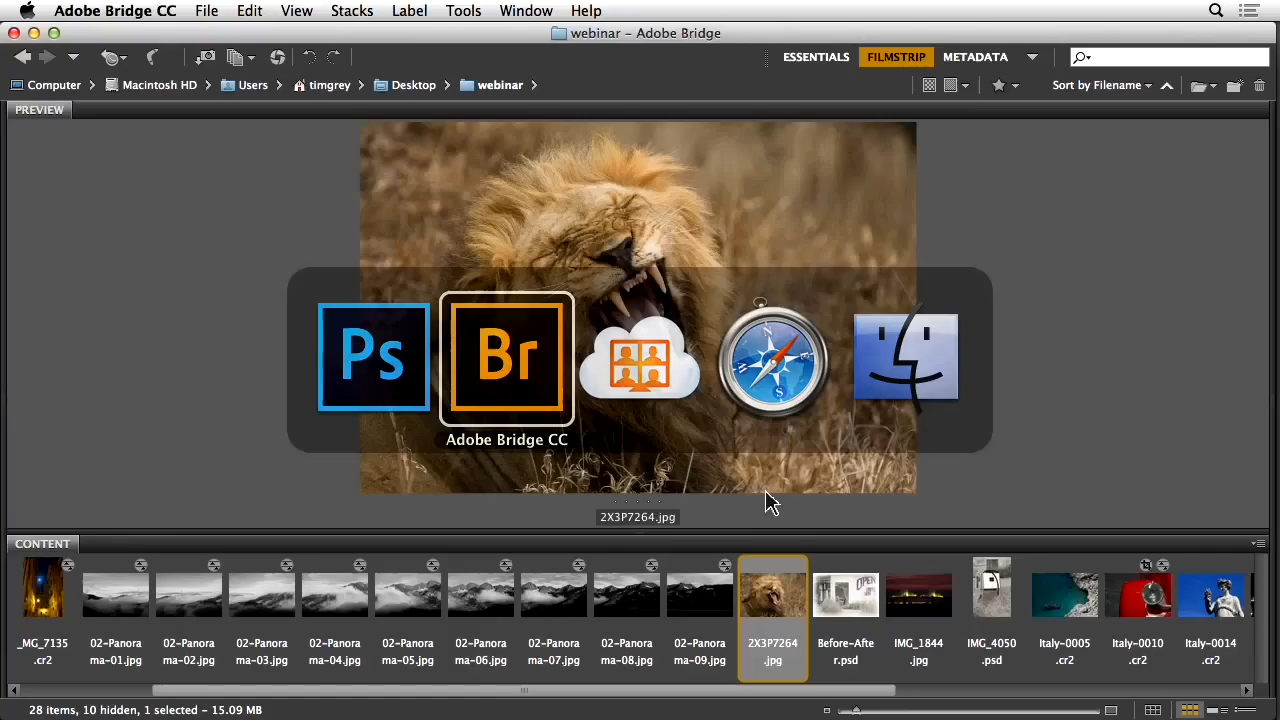 Adobe Bridge CC File Edit View Stacks Label Tools Window Help
webinar – Adobe Bridge
ESSENTIALS FILMSTRIP METADATA
Computer Macintosh HD Users timgrey Desktop webinar Sort by Filename
PREVIEW
Ps Br
Adobe Bridge CC
2X3P7264.jpg
CONTENT
OPEN
_MG_7135
.cr2
02-Panora
ma-01.jpg
02-Panora
ma-02.jpg
02-Panora
ma-03.jpg
02-Panora
ma-04.jpg
02-Panora
ma-05.jpg
02-Panora
ma-06.jpg
02-Panora
ma-07.jpg
02-Panora
ma-08.jpg
02-Panora
ma-09.jpg
2X3P7264
.jpg
Before-Afte
r.psd
IMG_1844
.jpg
IMG_4050
.psd
Italy-0005
.cr2
Italy-0010
.cr2
Italy-0014
.cr2
28 items, 10 hidden, 1 selected – 15.09 MB